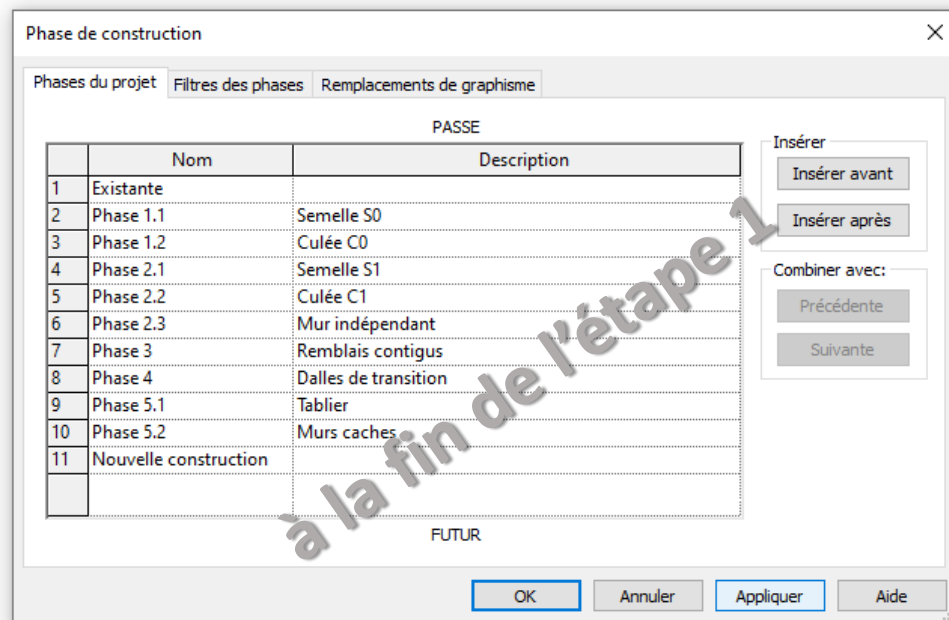 Phase de construction
Phases du projet Filtres des phases Remplacements de graphisme
PASSE
Nom Description
1 Existante
2 Phase 1.1 Semelle S0
3 Phase 1.2 Culée C0
4 Phase 2.1 Semelle S1
5 Phase 2.2 Culée C1
6 Phase 2.3 Mur indépendant
7 Phase 3 Remblais contigus
8 Phase 4 Dalles de transition
9 Phase 5.1 Tablier
10 Phase 5.2 Murs caches
11 Nouvelle construction
FUTUR
à la fin de l'étape 1
Insérer
Insérer avant
Insérer après
Combiner avec:
Précédente
Suivante
OK Annuler Appliquer Aide